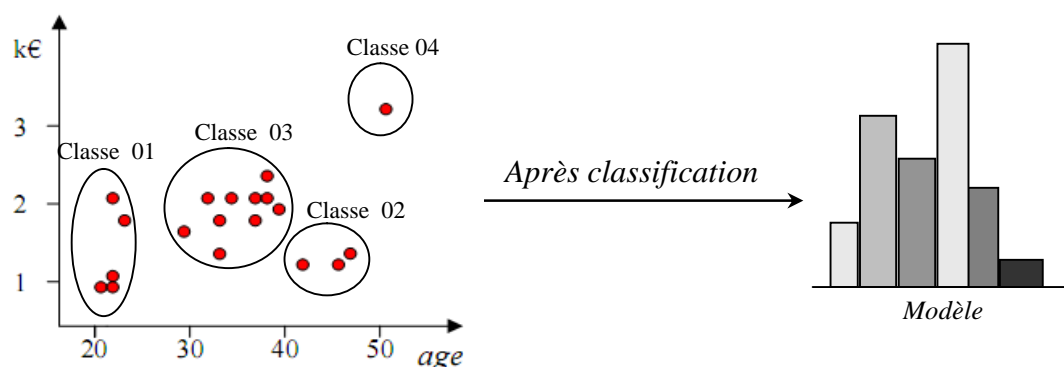 k€
Classe 04
3
Classe 01
Classe 03
Après classification
2
Classe 02
1
20
30
40
50
age
Modèle